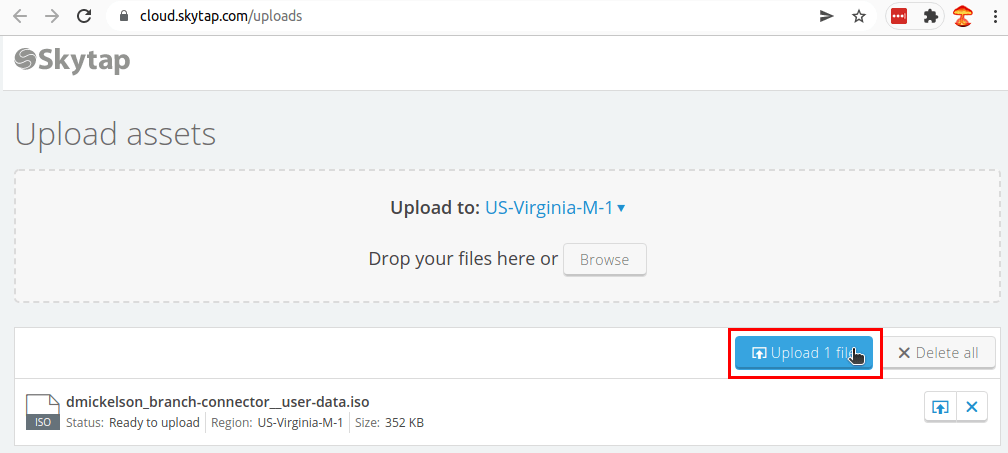 cloud.skytap.com/uploads
Skytap
Upload assets
Upload to: US-Virginia-M-1
Drop your files here or Browse
Upload 1 file Delete all
dmickelson_branch-connector__user-data.iso
ISO Status: Ready to upload Region: US-Virginia-M-1 Size: 352 KB